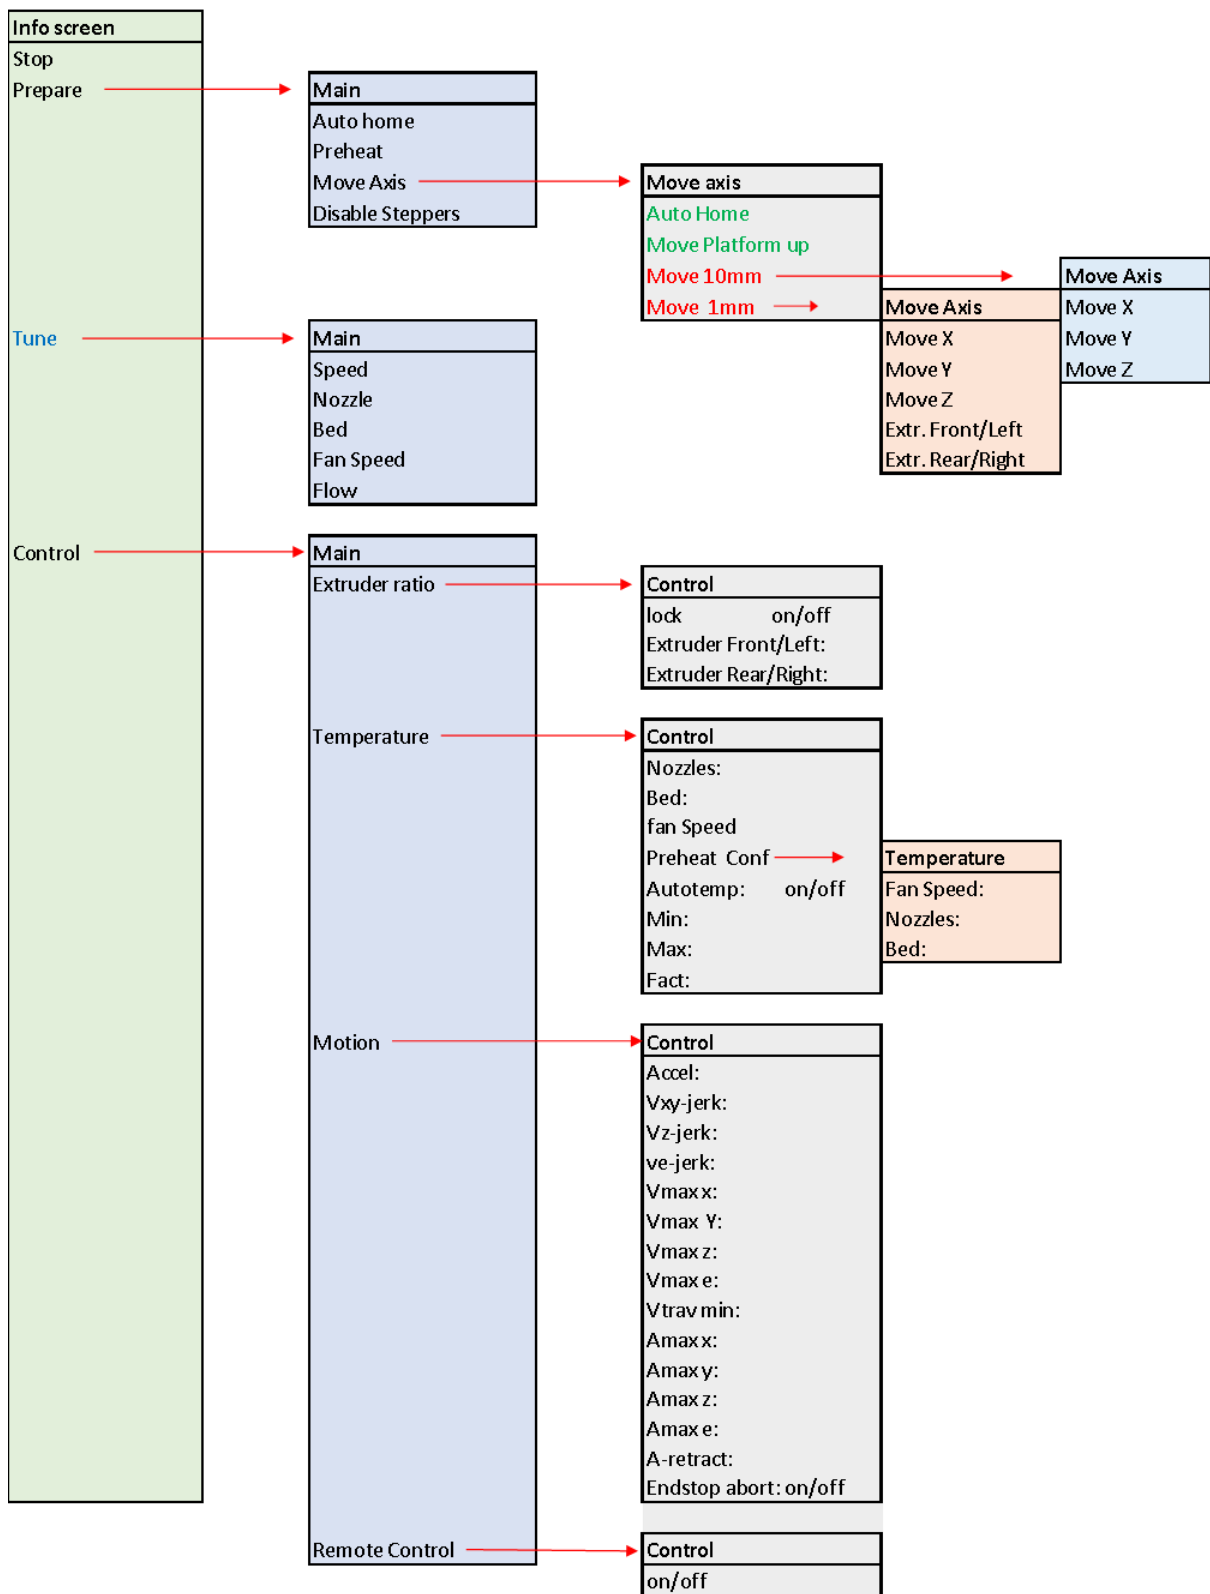 Info screen
Stop
Prepare
Main
Auto home
Preheat
Move Axis
Disable Steppers
Move axis
Auto Home
Move Platform up
Move 10mm
Move 1mm
Move Axis
Move X
Move Y
Move Z
Move Axis
Move X
Move Y
Move Z
Extr. Front/Left
Extr. Rear/Right
Tune
Main
Speed
Nozzle
Bed
Fan Speed
Flow
Control
Main
Extruder ratio
Control
lock on/off
Extruder Front/Left:
Extruder Rear/Right:
Temperature
Control
Nozzles:
Bed:
fan Speed
Preheat Conf
Autotemp: on/off
Min:
Max:
Fact:
Temperature
Fan Speed:
Nozzles:
Bed:
Motion
Control
Accel:
Vxy-jerk:
Vz-jerk:
ve-jerk:
Vmax x:
Vmax Y:
Vmax z:
Vmax e:
Vtrav min:
Amax x:
Amax y:
Amax z:
Amax e:
A-retract:
Endstop abort: on/off
Remote Control
Control
on/off